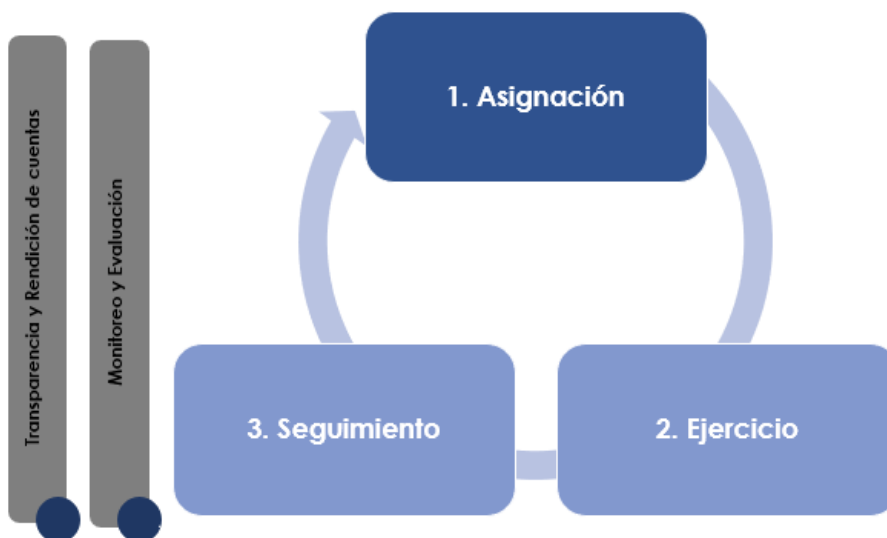 Transparencia y Rendición de cuentas
Monitoreo y Evaluación
1. Asignación
2. Ejercicio
3. Seguimiento